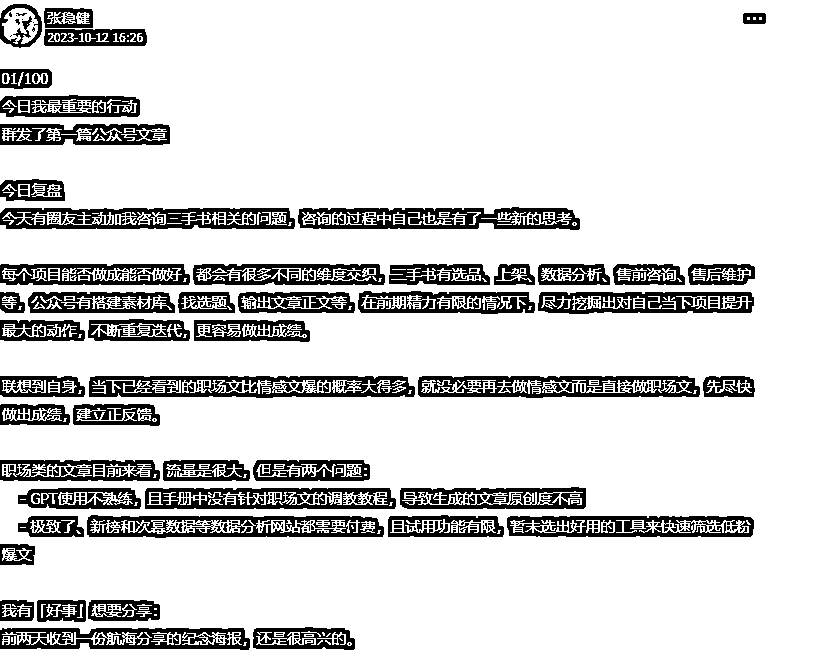 张稳健
2023-10-12 16:26
01/100
今日我最重要的行动
群发了第一篇公众号文章
今日复盘
今天有圈友主动加我咨询二手书相关的问题，咨询的过程中自己也是有了一些新的思考。
每个项目能否做成能否做好，都会有很多不同的维度交织，二手书有选品、上架、数据分析、售前咨询、售后维护
等，公众号有搭建素材库、找选题、输出文章正文等，在前期精力有限的情况下，尽力挖掘出对自己当下项目提升
最大的动作，不断重复迭代，更容易做出成绩。
联想到自身，当下已经看到的职场文比情感文爆的概率大得多，就没必要再去做情感文而是直接做职场文，先尽快
做出成绩，建立正反馈。
职场类的文章目前来看，流量是很大，但是有两个问题：
- GPT使用不熟练，且手册中没有针对职场文的调教教程，导致生成的文章原创度不高
- 极致了、新榜和次幂数据等数据分析网站都需要付费，且试用功能有限，暂未选出好用的工具来快速筛选低粉
爆文
我有「好事」想要分享：
前两天收到一份航海分享的纪念海报，还是很高兴的。